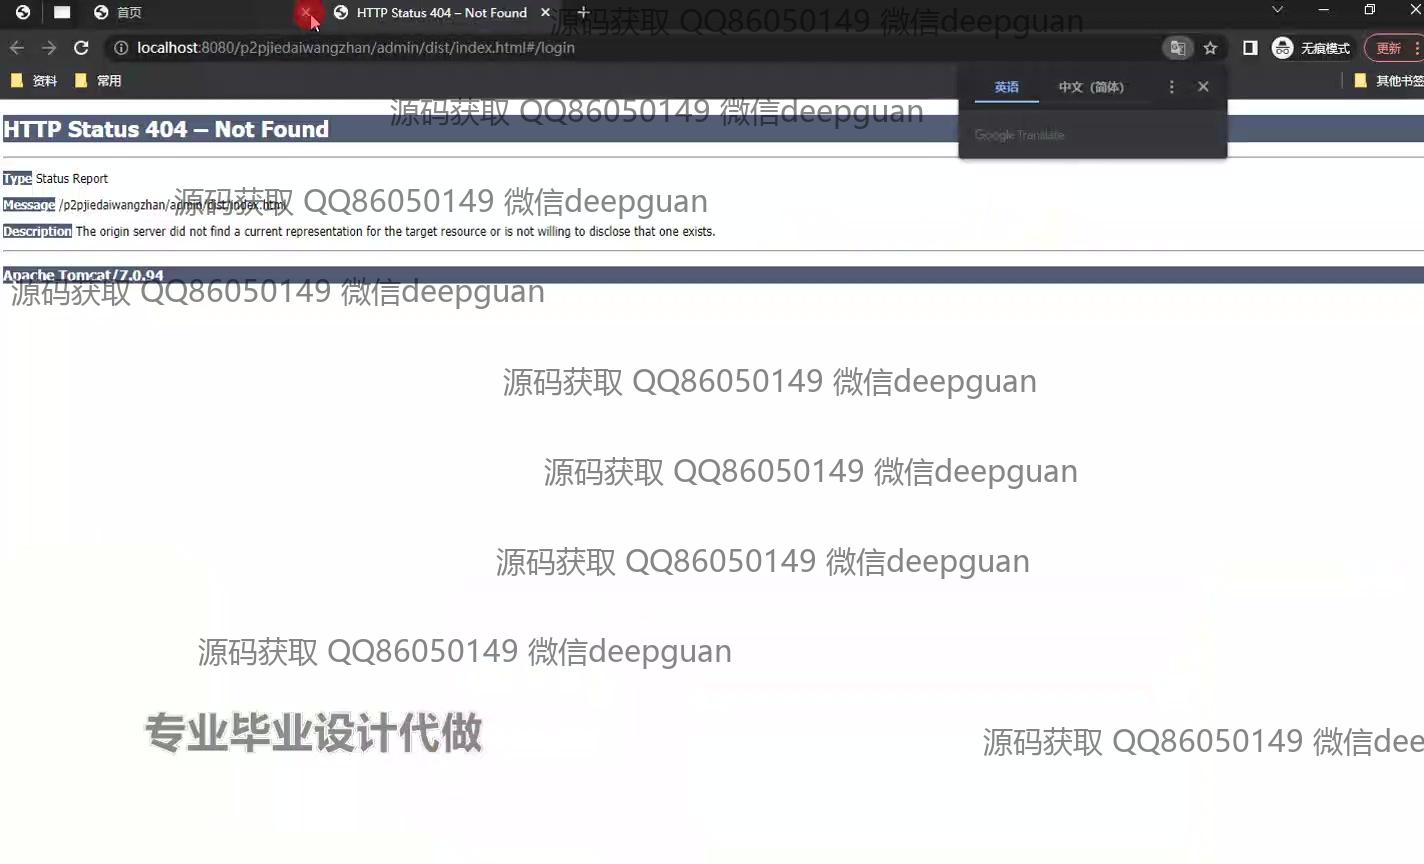 首页
HTTP Status 404 – Not Found
源码获取 QQ86050149 微信deepguan
localhost:8080/p2pjiedaiwangzhan/admin/dist/index.html#/login
无痕模式
更新
资料
常用
其他书签
英语
中文（简体）
Google Translate
源码获取 QQ86050149 微信deepguan
HTTP Status 404 – Not Found
Type Status Report
源码获取 QQ86050149 微信deepguan
Message /p2pjiedaiwangzhan/admin/dist/index.html
Description The origin server did not find a current representation for the target resource or is not willing to disclose that one exists.
Apache Tomcat/7.0.94
源码获取 QQ86050149 微信deepguan
源码获取 QQ86050149 微信deepguan
源码获取 QQ86050149 微信deepguan
源码获取 QQ86050149 微信deepguan
源码获取 QQ86050149 微信deepguan
专业毕业设计代做
源码获取 QQ86050149 微信dee